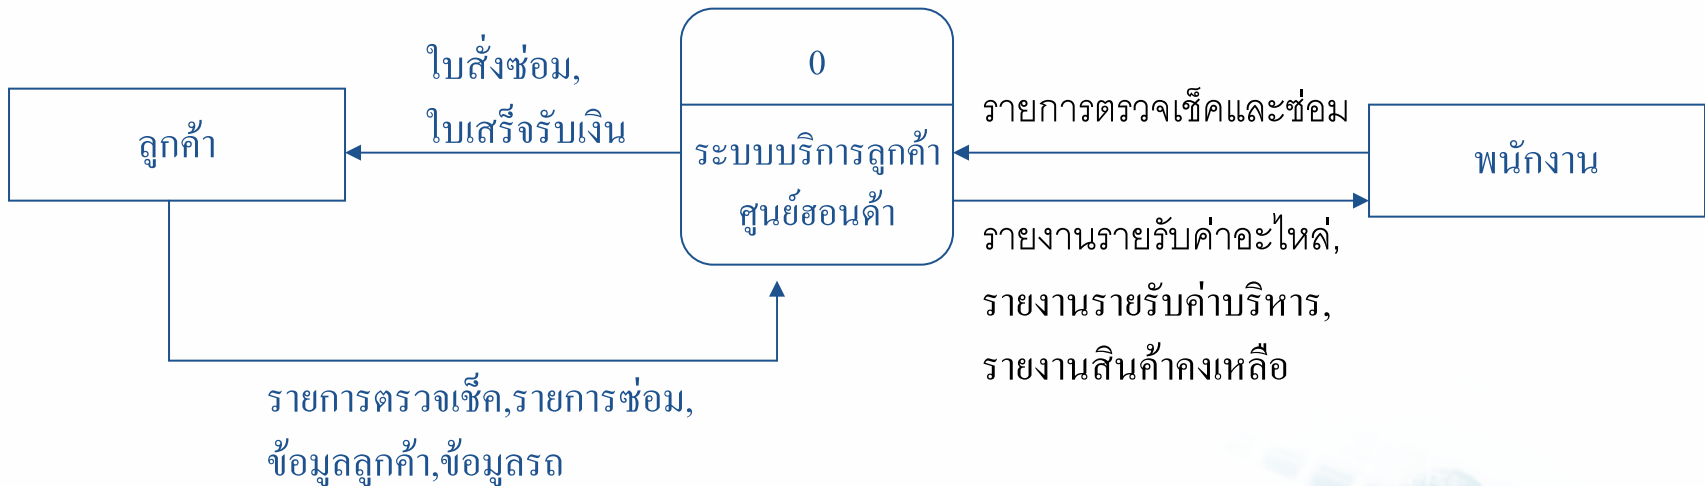 ลูกค้า
ใบสั่งซ่อม,
ใบเสร็จรับเงิน
0
ระบบบริการลูกค้า
ศูนย์ฮอนด้า
รายการตรวจเช็คและซ่อม
พนักงาน
รายงานรายรับค่าอะไหล่,
รายงานรายรับค่าบริหาร,
รายงานสินค้าคงเหลือ
รายการตรวจเช็ค,รายการซ่อม,
ข้อมูลลูกค้า,ข้อมูลรถ